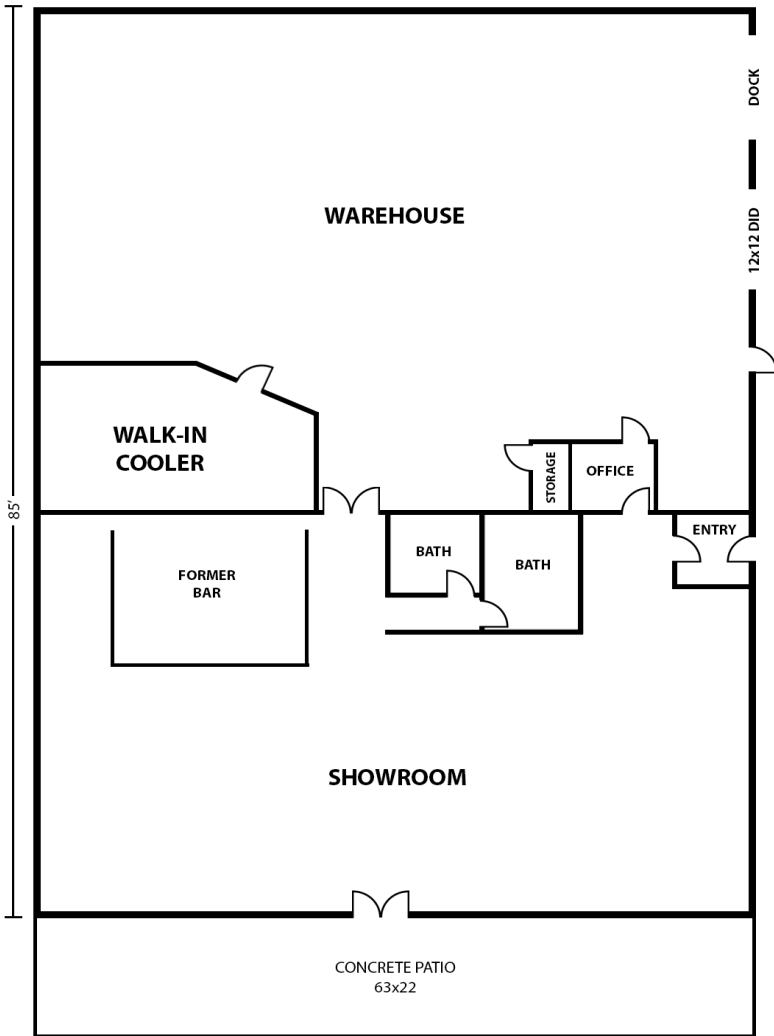 DOCK
WAREHOUSE
12x12 DID
WALK-IN
COOLER
STORAGE
OFFICE
85'
ENTRY
BATH
BATH
FORMER
BAR
SHOWROOM
CONCRETE PATIO
63x22